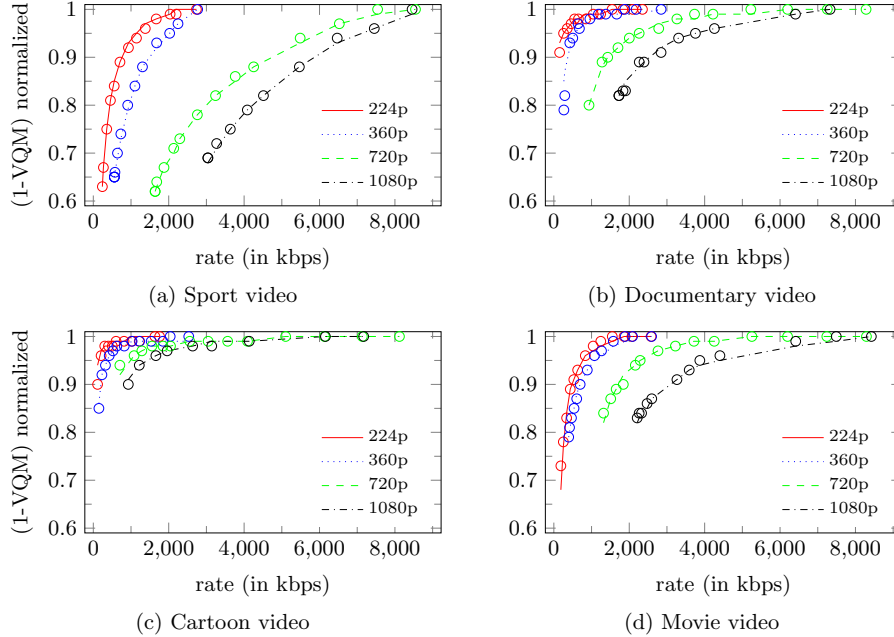 (1-VQM) normalized
1
0.9
0.8
0.7
0.6
224p
360p
720p
1080p
0 2,000 4,000 6,000 8,000
rate (in kbps)
(a) Sport video
1
0.9
0.8
0.7
0.6
224p
360p
720p
1080p
0 2,000 4,000 6,000 8,000
rate (in kbps)
(b) Documentary video
(1-VQM) normalized
1
0.9
0.8
0.7
0.6
224p
360p
720p
1080p
0 2,000 4,000 6,000 8,000
rate (in kbps)
(c) Cartoon video
1
0.9
0.8
0.7
0.6
224p
360p
720p
1080p
0 2,000 4,000 6,000 8,000
rate (in kbps)
(d) Movie video